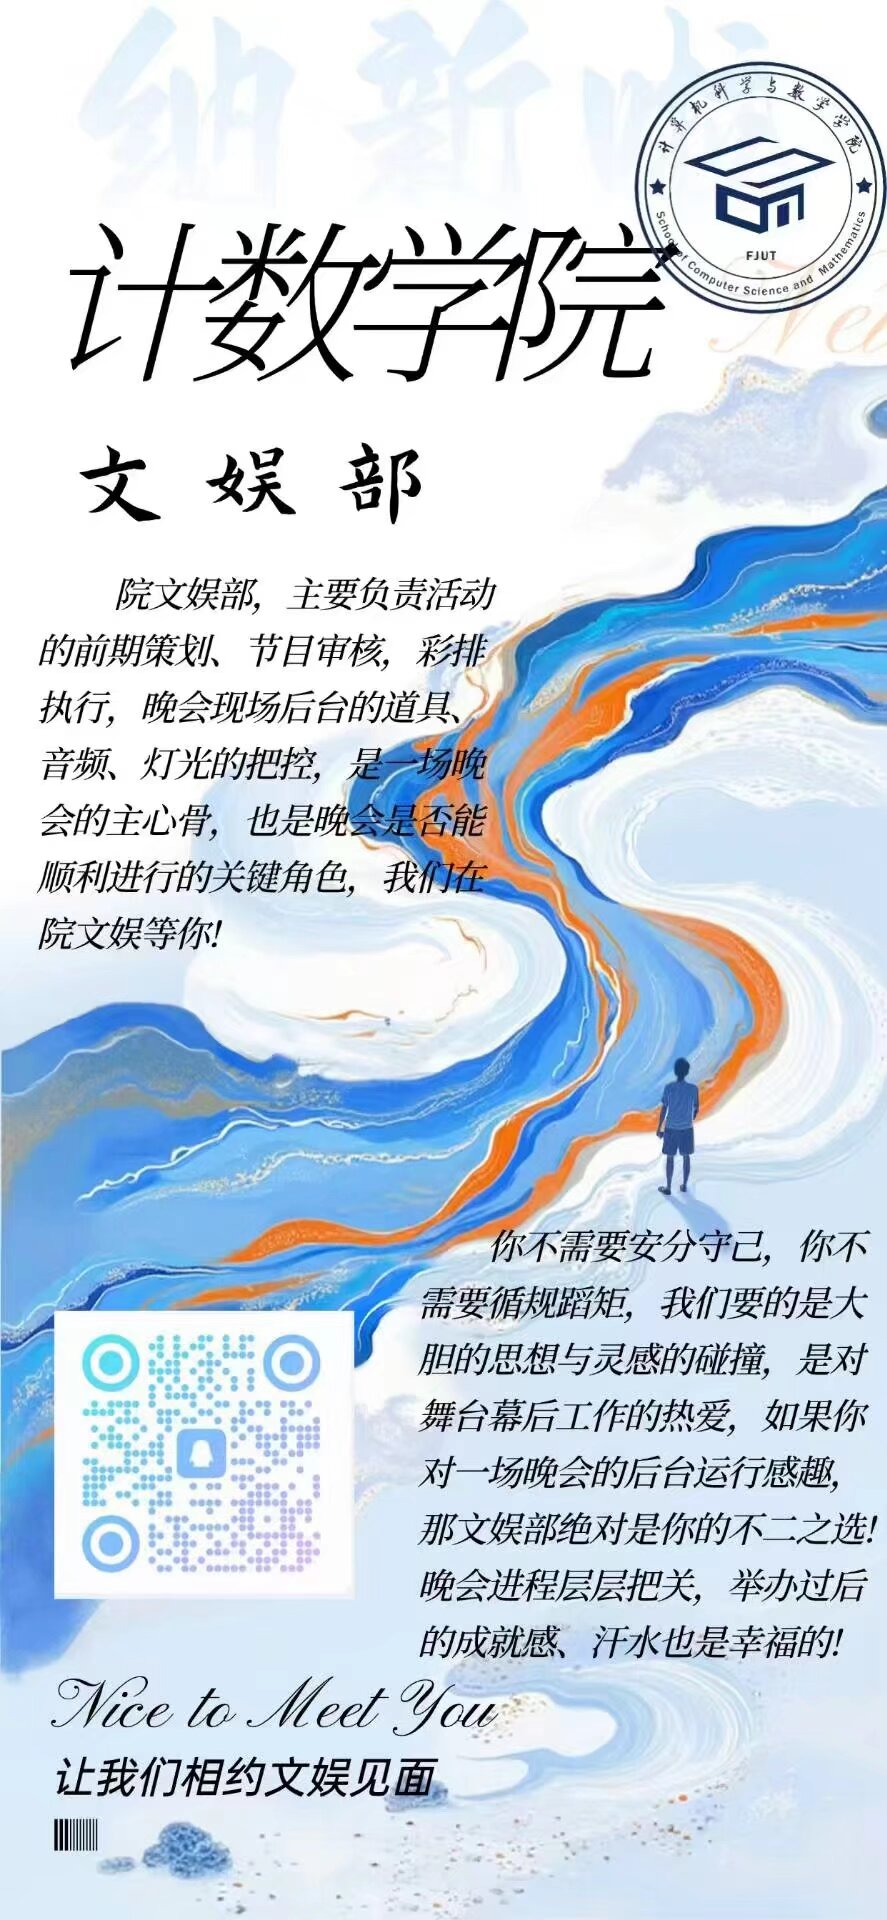 纳新啦
计算机科学与数学学院
FJUT
School of Computer Science and Mathematics
计数学院
文娱部
院文娱部，主要负责活动
的前期策划、节目审核，彩排
执行，晚会现场后台的道具、
音频、灯光的把控，是一场晚
会的主心骨，也是晚会是否能
顺利进行的关键角色，我们在
院文娱等你!
你不需要安分守己，你不
需要循规蹈矩，我们要的是大
胆的思想与灵感的碰撞，是对
舞台幕后工作的热爱，如果你
对一场晚会的后台运行感趣，
那文娱部绝对是你的不二之选!
晚会进程层层把关，举办过后
的成就感、汗水也是幸福的!
Nice to Meet You
让我们相约文娱见面